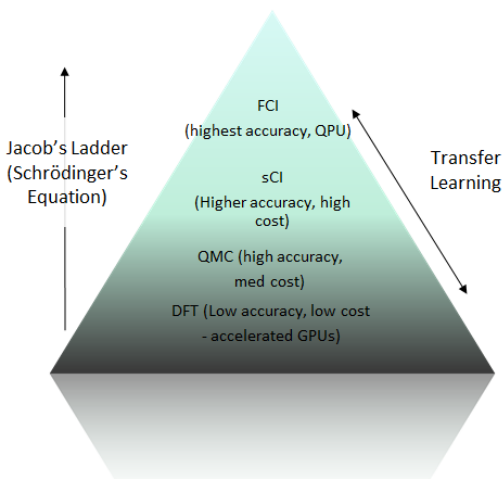 FCI
(highest accuracy, QPU)
Jacob's Ladder
(Schrödinger's
Equation)
sCI
(Higher accuracy, high
cost)
Transfer
Learning
QMC (high accuracy,
med cost)
DFT (Low accuracy, low cost
- accelerated GPUs)